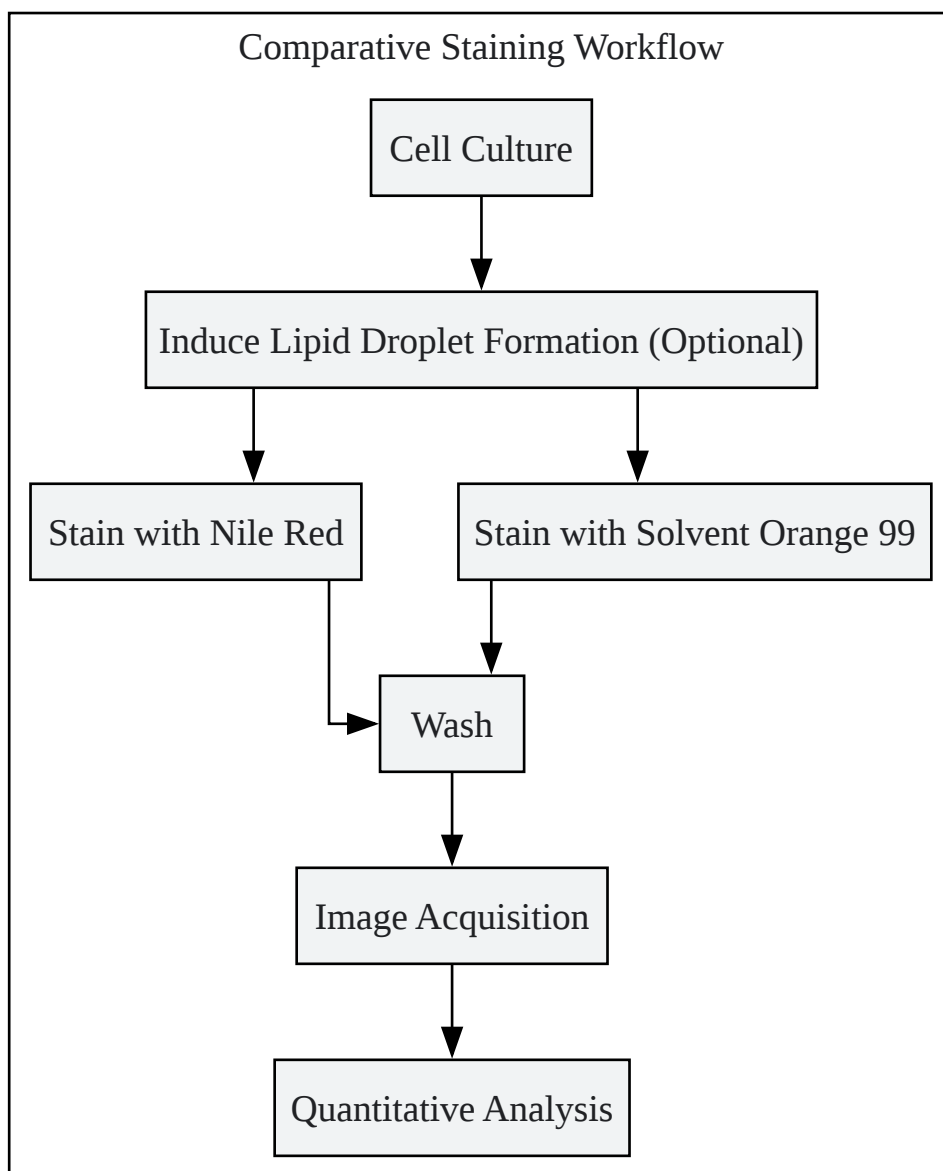 Comparative Staining Workflow
Cell Culture
Induce Lipid Droplet Formation (Optional)
Stain with Nile Red
Stain with Solvent Orange 99
Wash
Image Acquisition
Quantitative Analysis